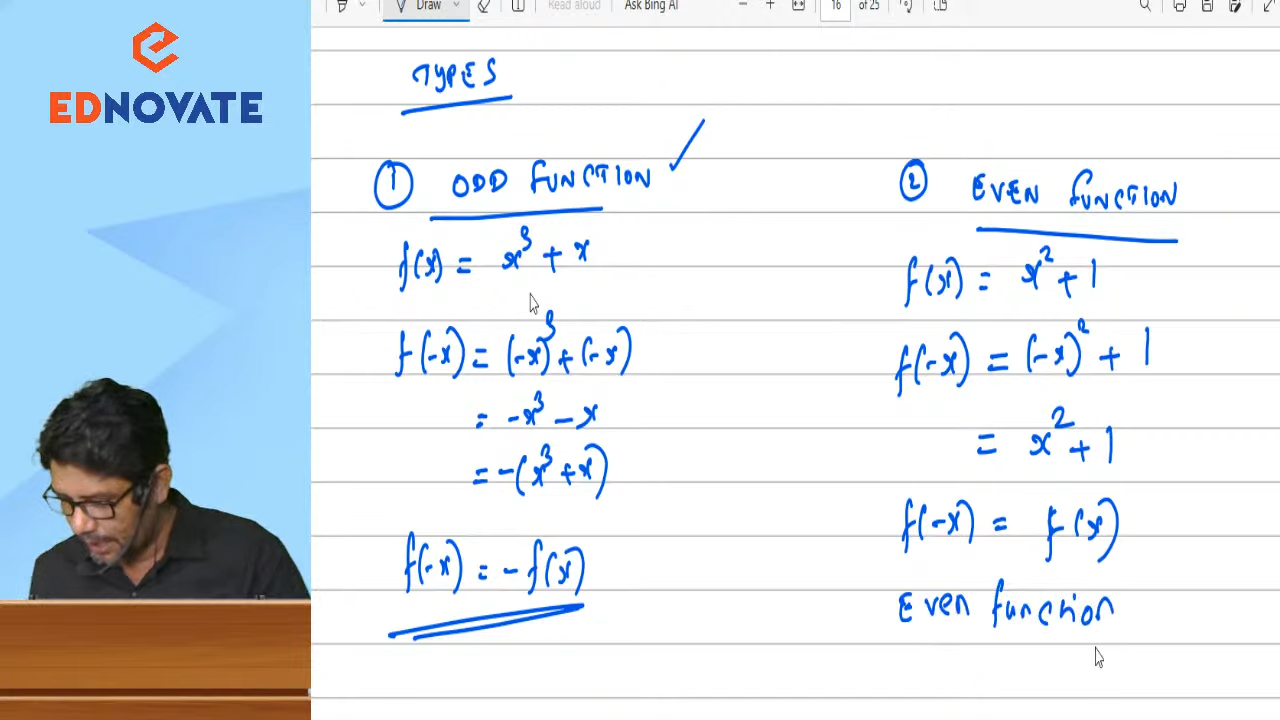 Draw
Read aloud
Ask Bing AI
16 of 25
EDNOVATE
TYPES
① ODD FUNCTION ✓
f(x) = x³ + x
f(-x) = (-x)³ + (-x)
= -x³ - x
= -(x³ + x)
f(-x) = -f(x)
② EVEN FUNCTION
f(x) = x² + 1
f(-x) = (-x)² + 1
= x² + 1
f(-x) = f(x)
Even function